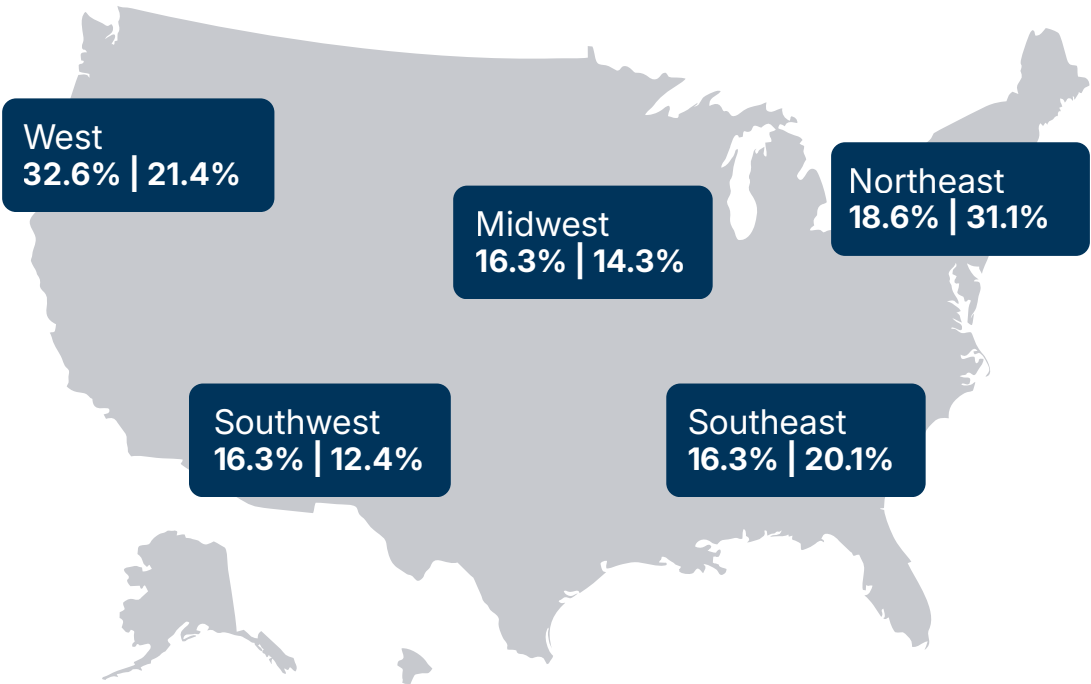 West
32.6% | 21.4%
Northeast
18.6% | 31.1%
Midwest
16.3% | 14.3%
Southwest
16.3% | 12.4%
Southeast
16.3% | 20.1%